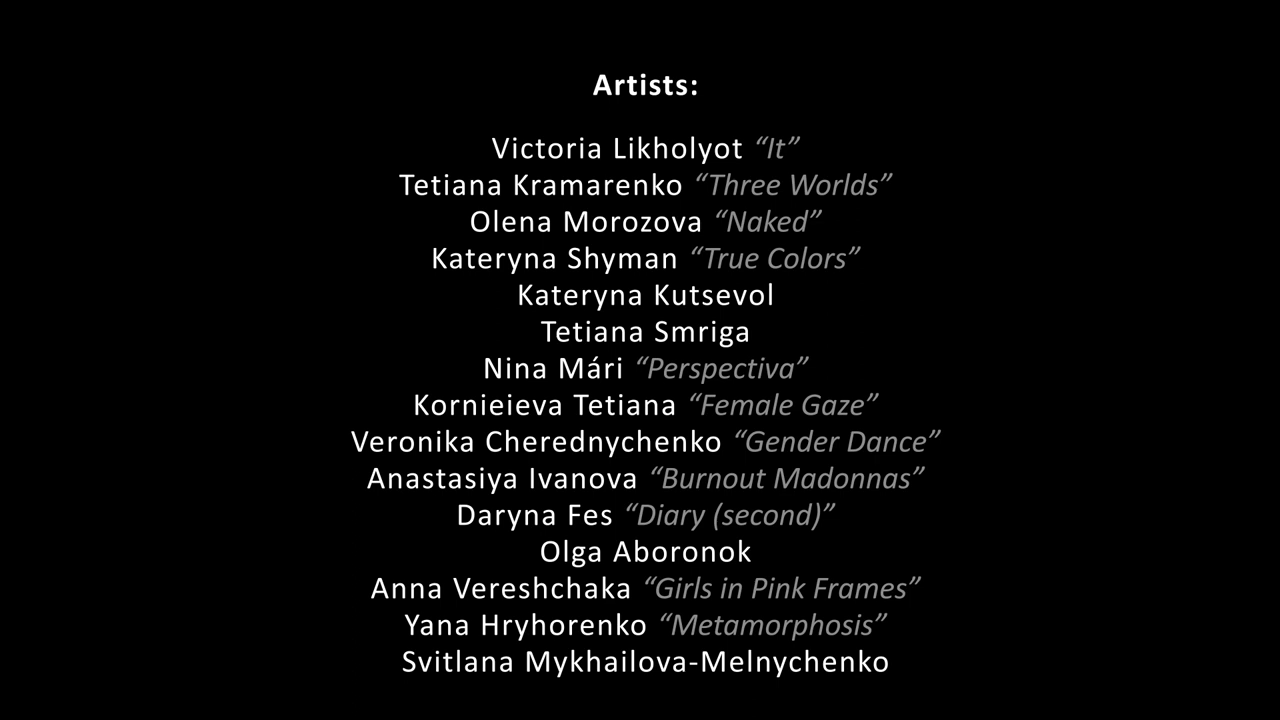 Artists:
Victoria Likholyot “It”
Tetiana Kramarenko “Three Worlds”
Olena Morozova “Naked”
Kateryna Shyman “True Colors”
Kateryna Kutsevol
Tetiana Smriga
Nina Mári “Perspectiva”
Kornieieva Tetiana “Female Gaze”
Veronika Cherednychenko “Gender Dance”
Anastasiya Ivanova “Burnout Madonnas”
Daryna Fes “Diary (second)”
Olga Aboronok
Anna Vereshchaka “Girls in Pink Frames”
Yana Hryhorenko “Metamorphosis”
Svitlana Mykhailova-Melnychenko